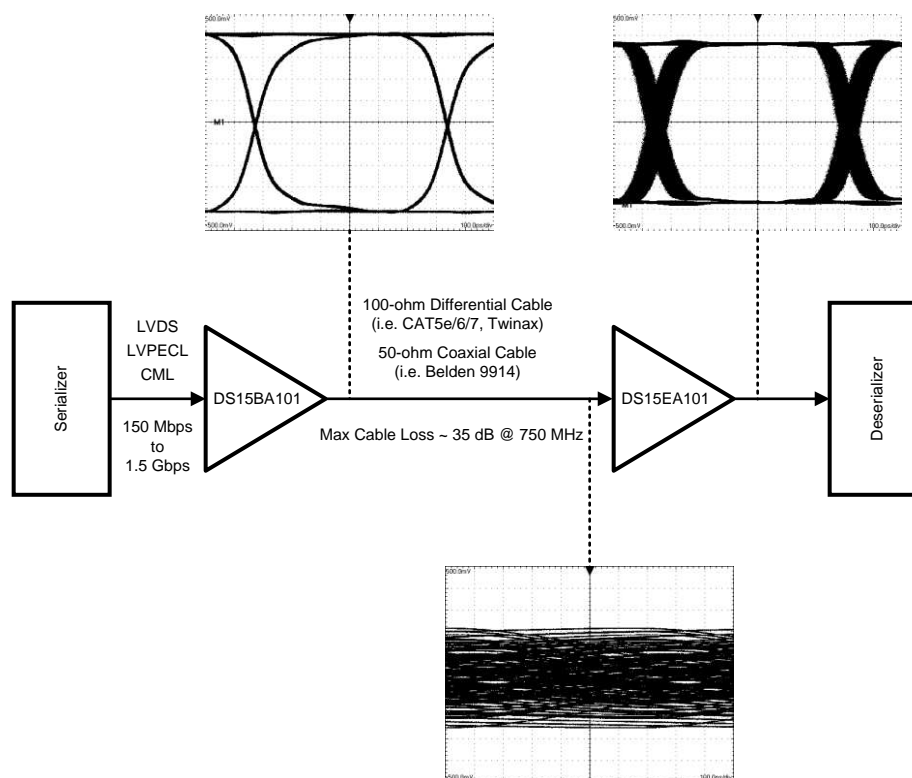 500.0mV
M1
-500.0mV
100.0ps/div
500.0mV
M1
-500.0mV
100.0ps/div
Serializer
LVDS
LVPECL
CML
150 Mbps
to
1.5 Gbps
DS15BA101
100-ohm Differential Cable
(i.e. CAT5e/6/7, Twinax)
50-ohm Coaxial Cable
(i.e. Belden 9914)
Max Cable Loss ~ 35 dB @ 750 MHz
DS15EA101
Deserializer
500.0mV
-500.0mV
100.0ps/div